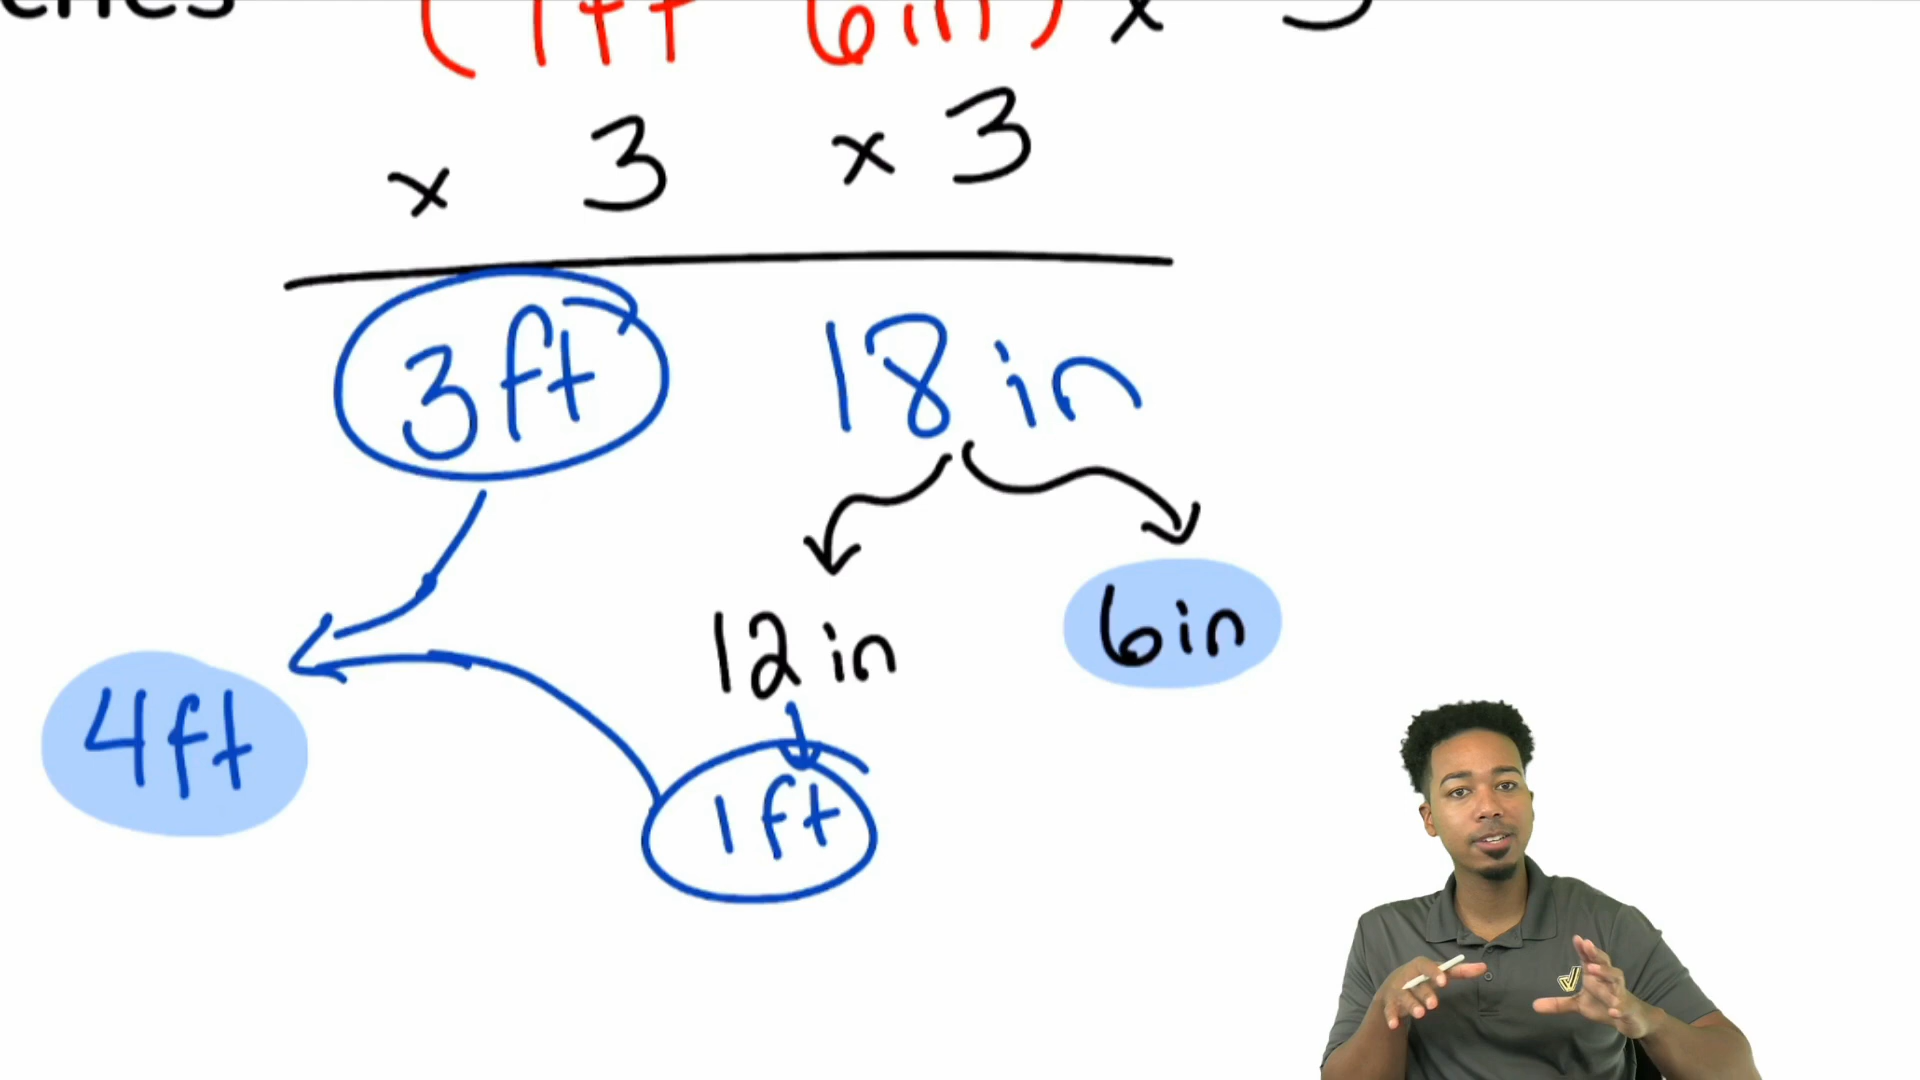 (1ft 6in) x 3
x 3 x 3
3ft 18 in
12 in 6in
4ft
1ft